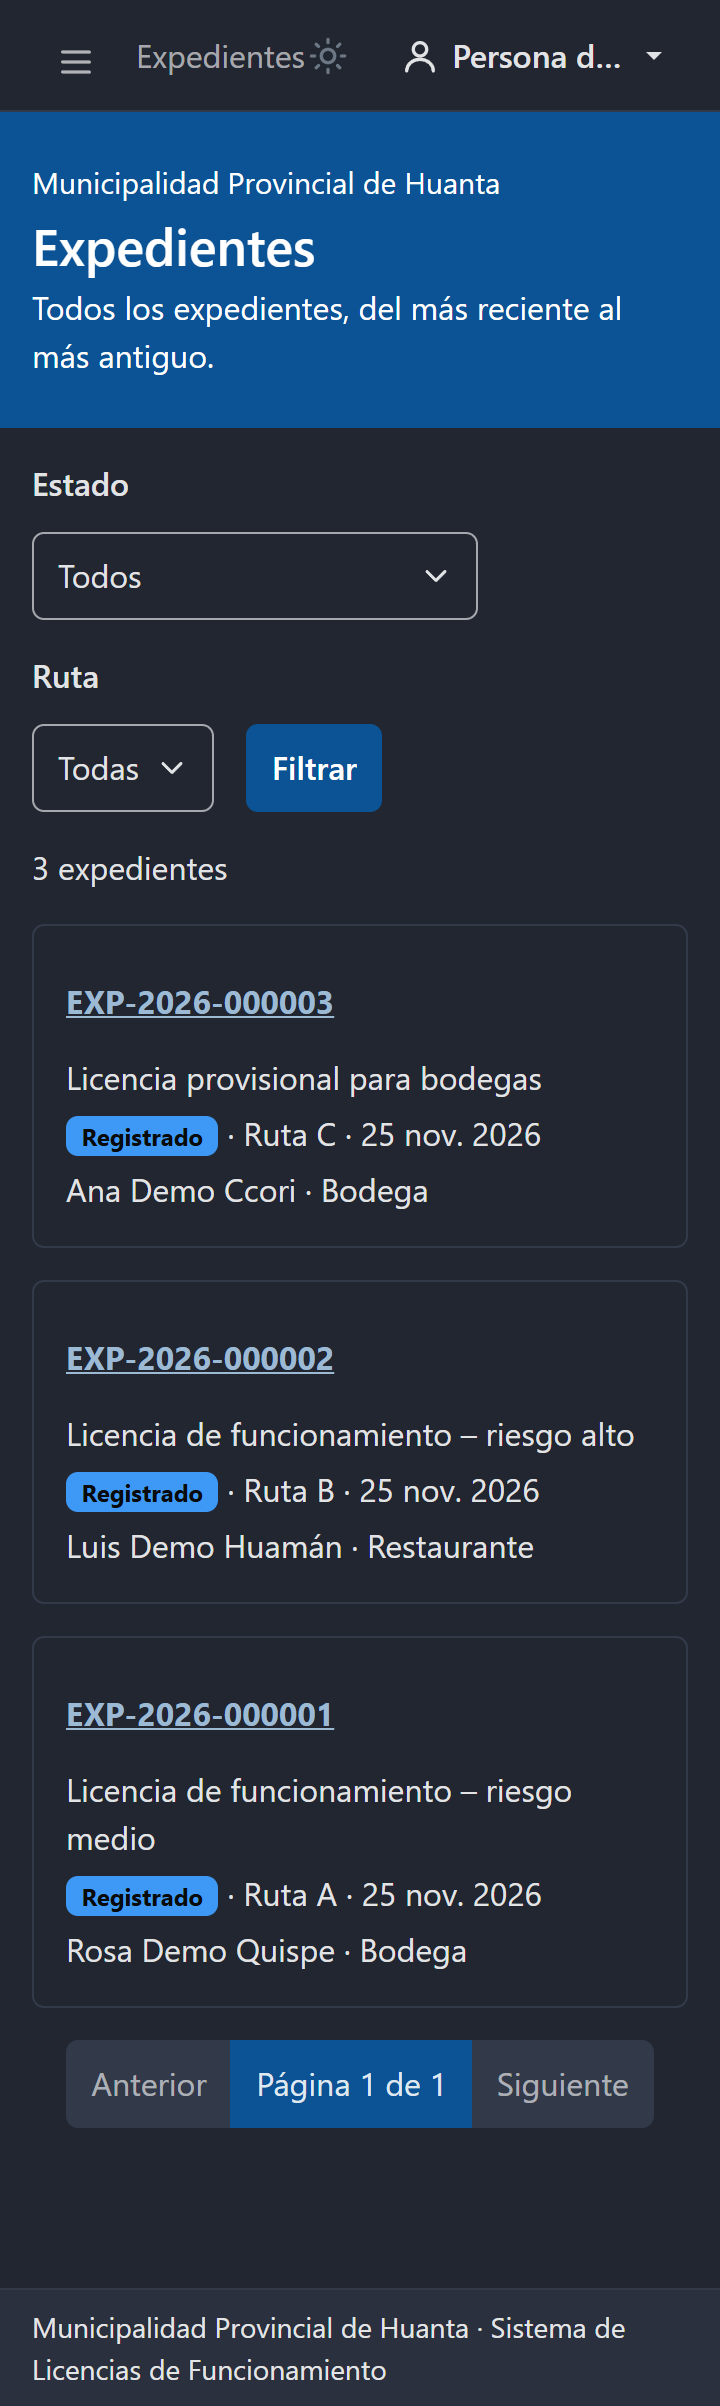 Expedientes
Persona d...
Municipalidad Provincial de Huanta
Expedientes
Todos los expedientes, del más reciente al
más antiguo.
Estado
Todos
Ruta
Todas
Filtrar
3 expedientes
EXP-2026-000003
Licencia provisional para bodegas
Registrado · Ruta C · 25 nov. 2026
Ana Demo Ccori · Bodega
EXP-2026-000002
Licencia de funcionamiento – riesgo alto
Registrado · Ruta B · 25 nov. 2026
Luis Demo Huamán · Restaurante
EXP-2026-000001
Licencia de funcionamiento – riesgo
medio
Registrado · Ruta A · 25 nov. 2026
Rosa Demo Quispe · Bodega
Anterior
Página 1 de 1
Siguiente
Municipalidad Provincial de Huanta · Sistema de
Licencias de Funcionamiento